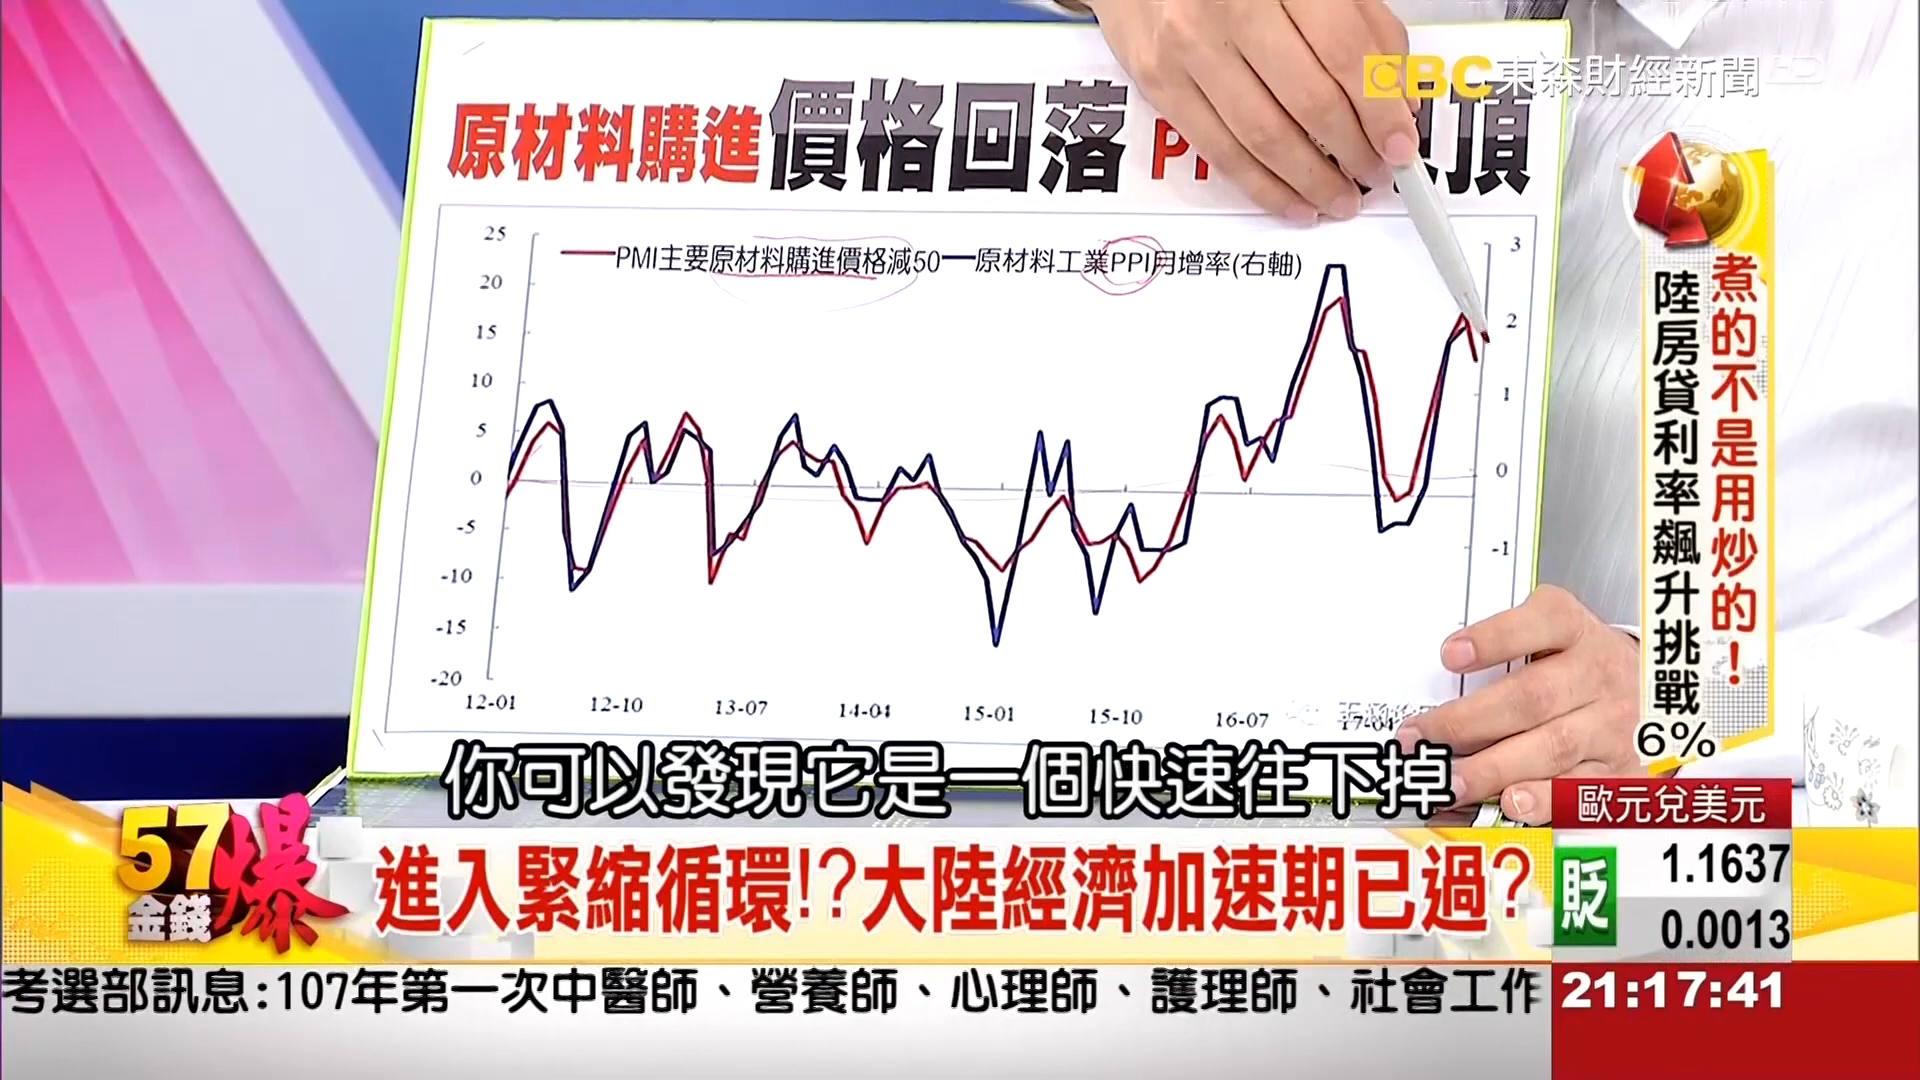 EBC 東森財經新聞 HD
原材料購進價格回落 P 頂
PMI主要原材料購進價格減50 原材料工業PPI月增率(右軸)
25
20
15
10
5
0
-5
-10
-15
-20
3
2
1
0
-1
12-01 12-10 13-07 14-04 15-01 15-10 16-07 17-04
煮的不是用炒的！
陸房貸利率飆升挑戰6%
你可以發現它是一個快速往下掉
57金錢爆
進入緊縮循環!?大陸經濟加速期已過?
歐元兌美元
貶 1.1637
0.0013
考選部訊息:107年第一次中醫師、營養師、心理師、護理師、社會工作
21:17:41